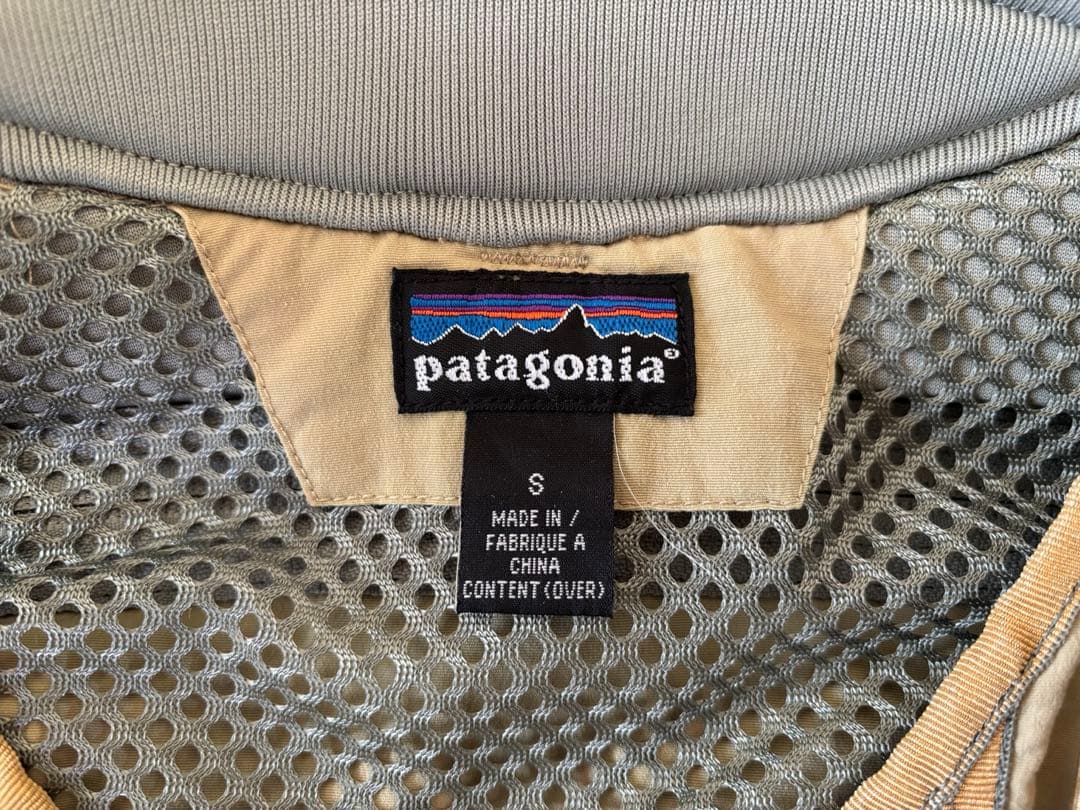 patagonia®
S
MADE IN /
FABRIQUE A
CHINA
CONTENT (OVER)